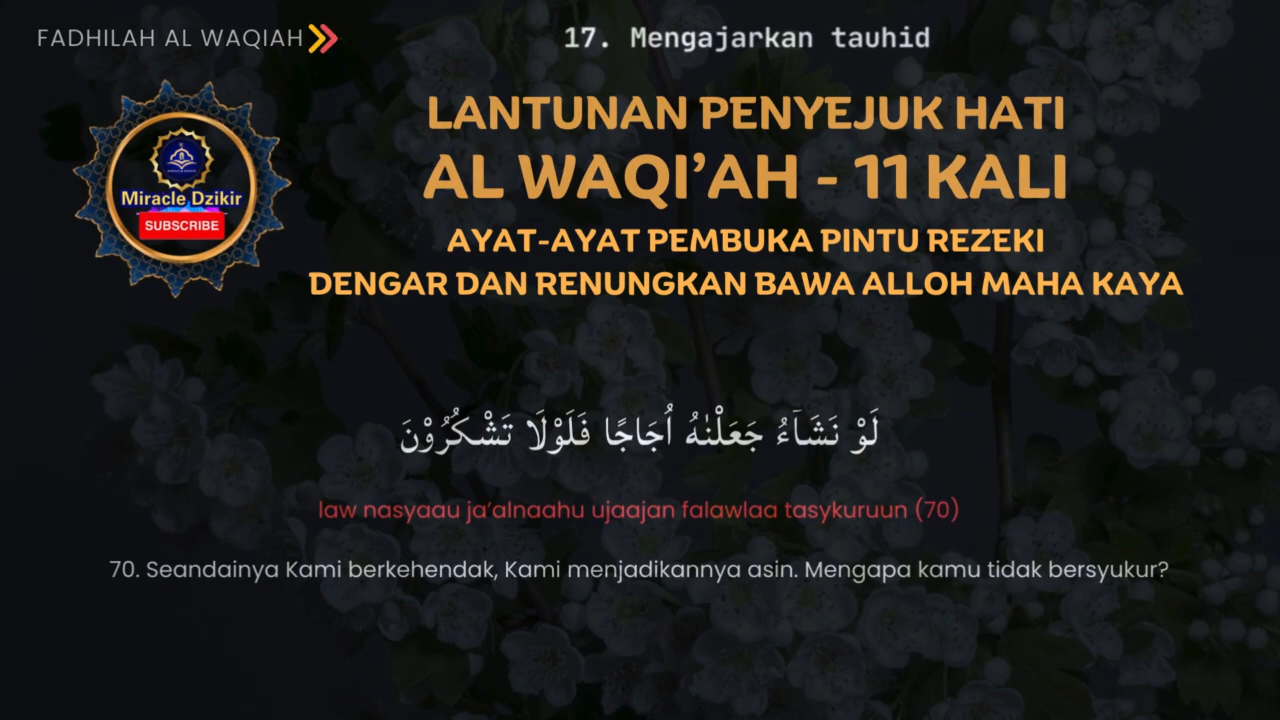 FADHILAH AL WAQIAH
17. Mengajarkan tauhid
LANTUNAN PENYEJUK HATI
AL WAQI'AH - 11 KALI
AYAT-AYAT PEMBUKA PINTU REZEKI
DENGAR DAN RENUNGKAN BAWA ALLOH MAHA KAYA
Miracle Dzikir
SUBSCRIBE
لَوْ نَشَاۤءُ جَعَلْنٰهُ اُجَاجًا فَلَوْلَا تَشْكُرُوْنَ
law nasyaau ja'alnaahu ujaajan falawlaa tasykuruun (70)
70. Seandainya Kami berkehendak, Kami menjadikannya asin. Mengapa kamu tidak bersyukur?